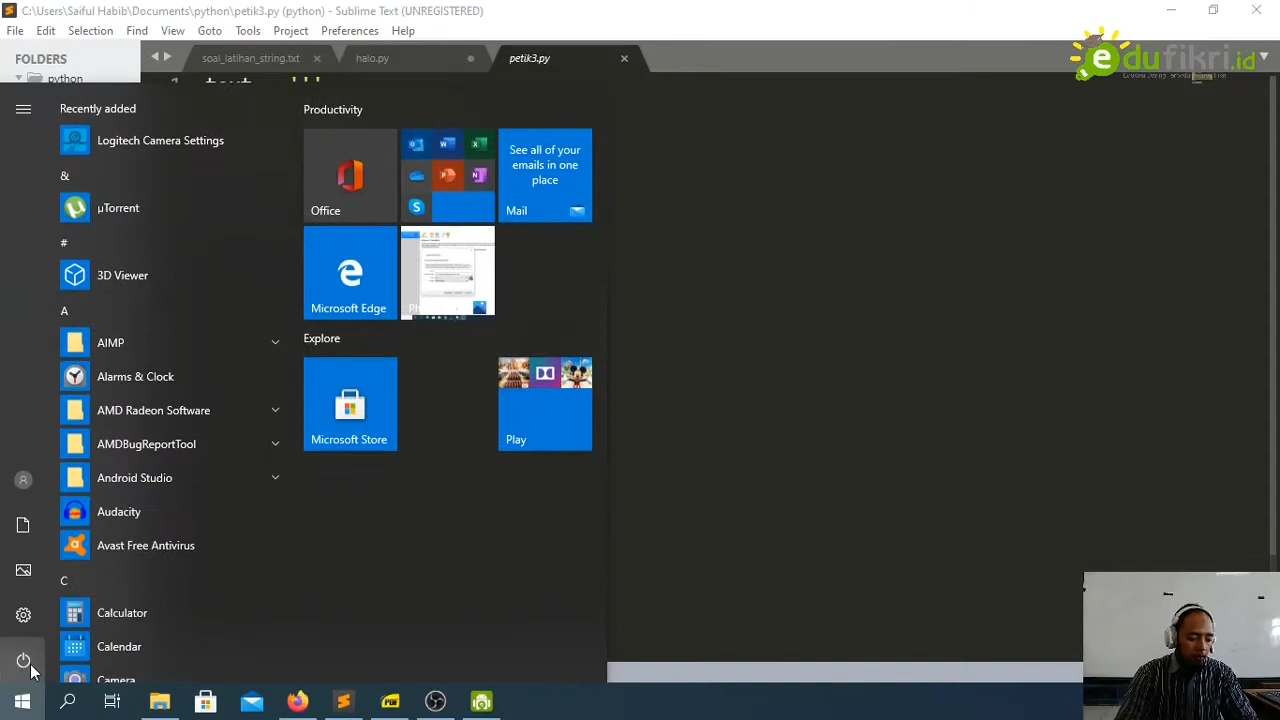 C:\Users\Saiful Habib\Documents\python\petik3.py (python) - Sublime Text (UNREGISTERED)
File Edit Selection Find View Goto Tools Project Preferences Help
FOLDERS
python
soal_latihan_string.txt
halo.py
petik3.py
edufikri.id
Recently added
Logitech Camera Settings
&
µTorrent
#
3D Viewer
A
AIMP
Alarms & Clock
AMD Radeon Software
AMDBugReportTool
Android Studio
Audacity
Avast Free Antivirus
C
Calculator
Calendar
Camera
Productivity
Office
See all of your
emails in one
place
Mail
Microsoft Edge
Explore
Microsoft Store
Play